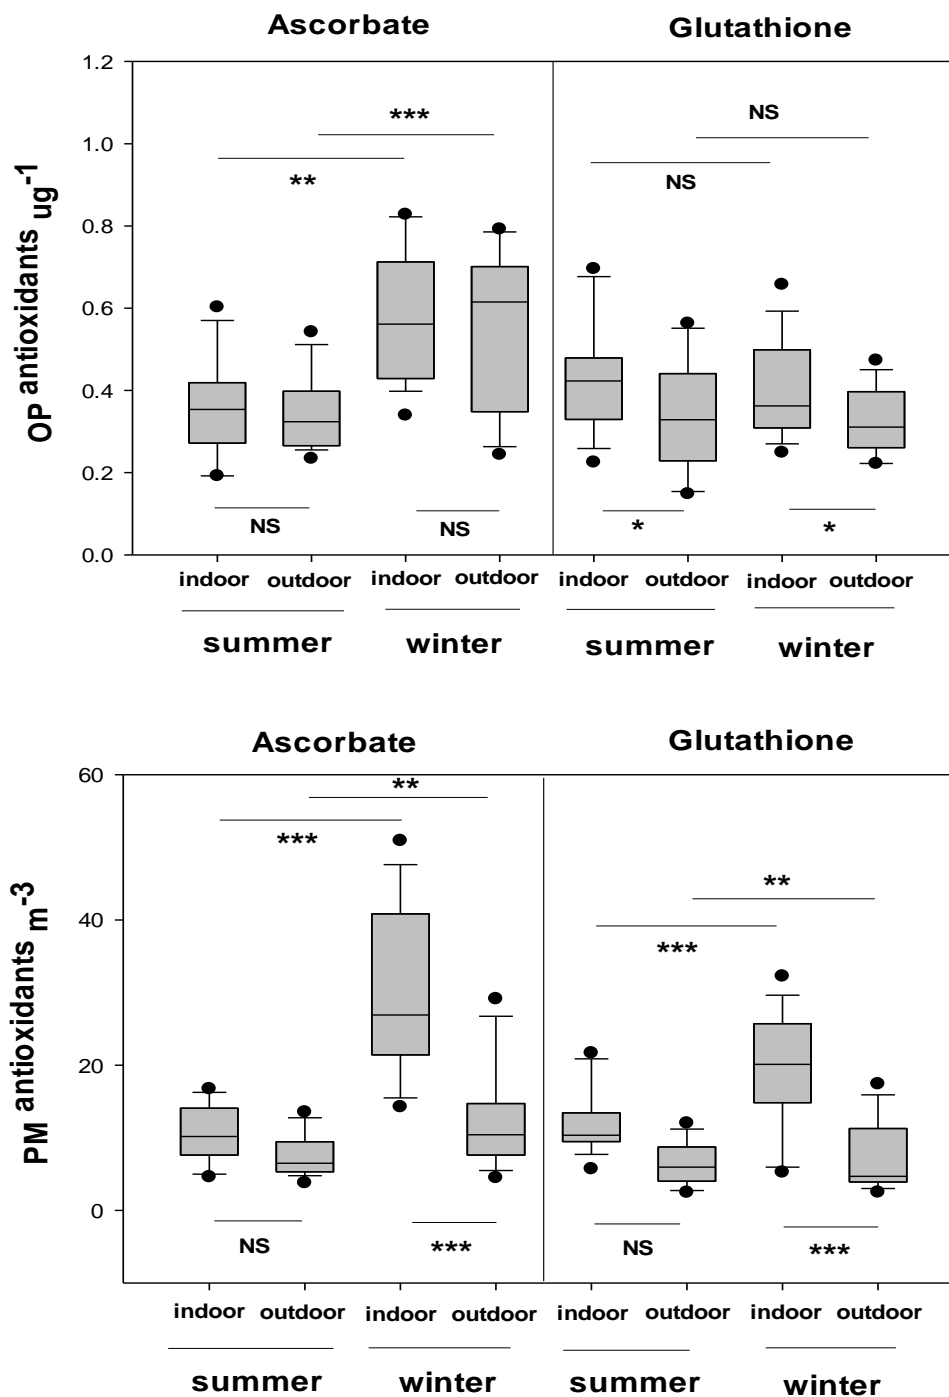 Ascorbate Glutathione
1.2
NS
*** 
1.0
** NS
0.8
0.6
0.4
0.2
NS NS * *
0.0
indoor outdoor indoor outdoor indoor outdoor indoor outdoor
summer winter summer winter
OP antioxidants ug-1
Ascorbate Glutathione
60
**
***
**
40
***
20
0
NS *** NS ***
indoor outdoor indoor outdoor indoor outdoor indoor outdoor
summer winter summer winter
PM antioxidants m-3